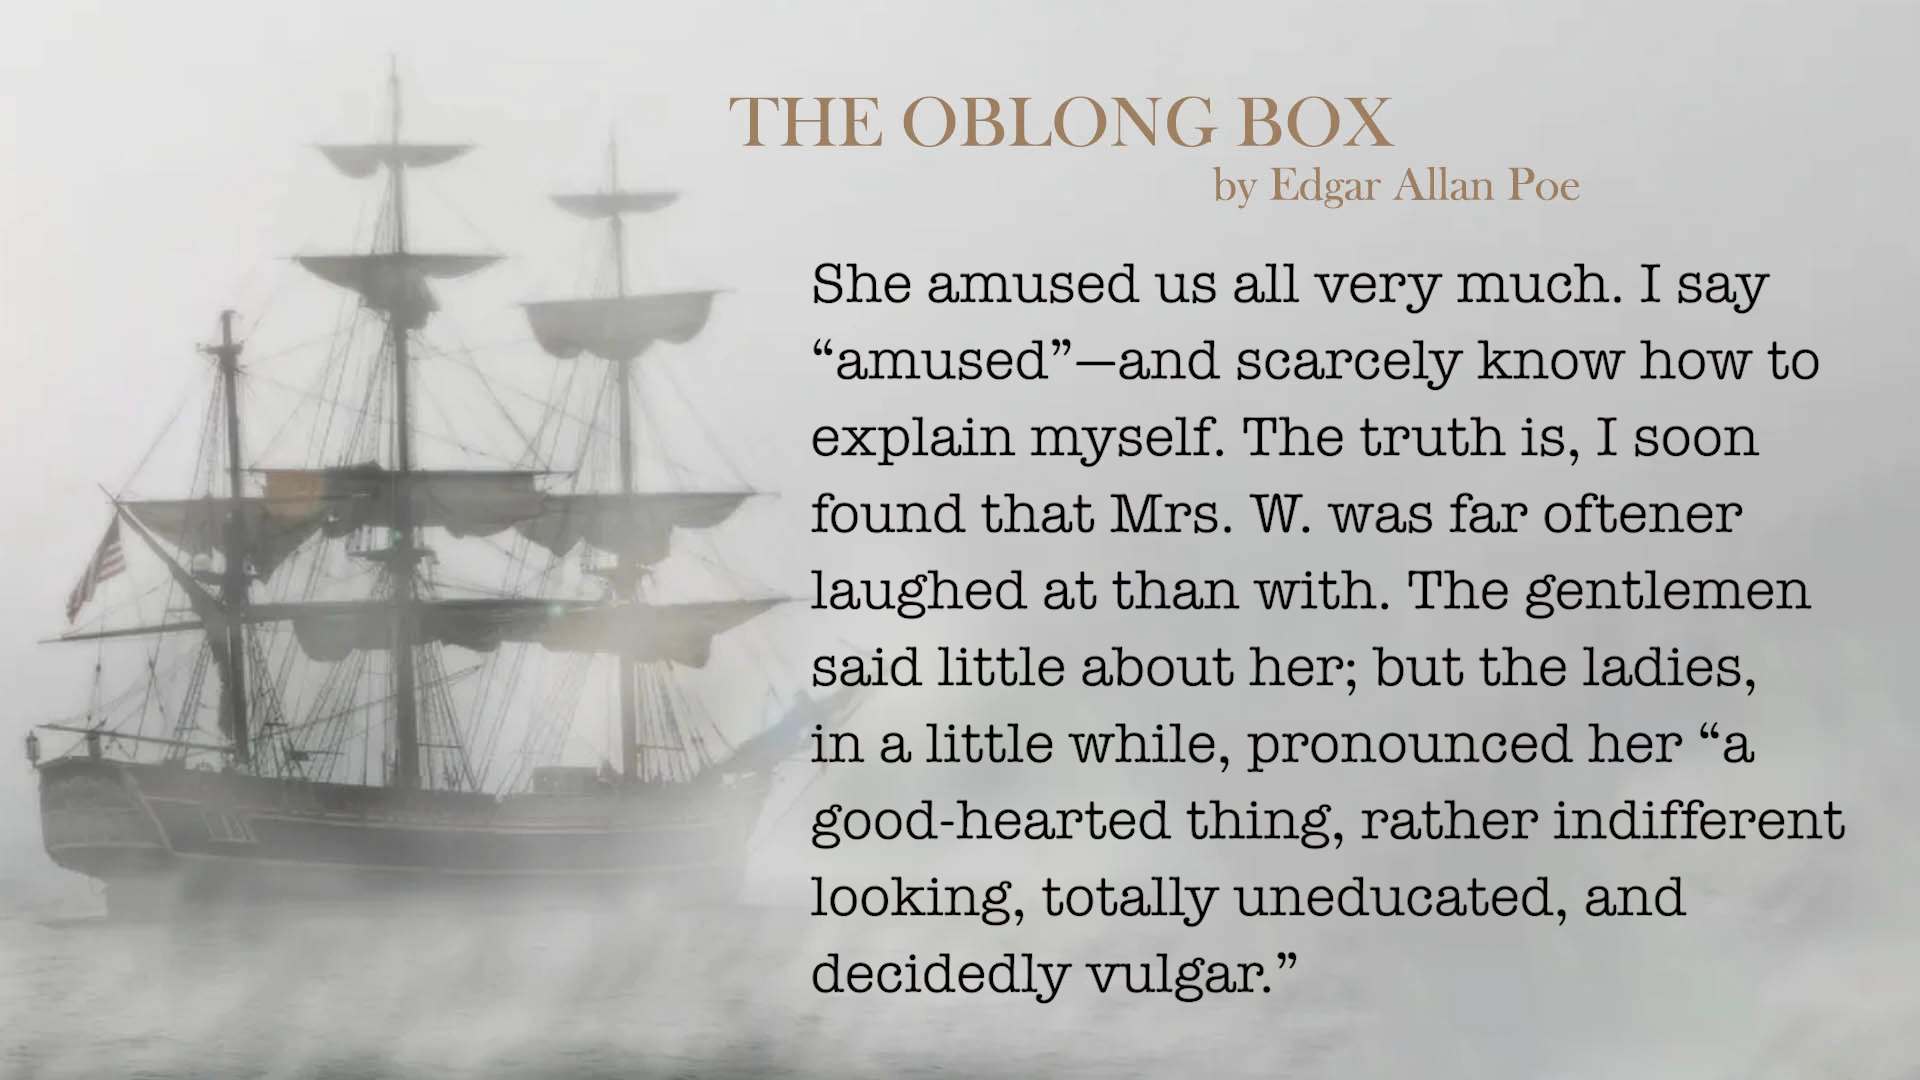 THE OBLONG BOX
by Edgar Allan Poe
She amused us all very much. I say
“amused”—and scarcely know how to
explain myself. The truth is, I soon
found that Mrs. W. was far oftener
laughed at than with. The gentlemen
said little about her; but the ladies,
in a little while, pronounced her “a
good-hearted thing, rather indifferent
looking, totally uneducated, and
decidedly vulgar.”